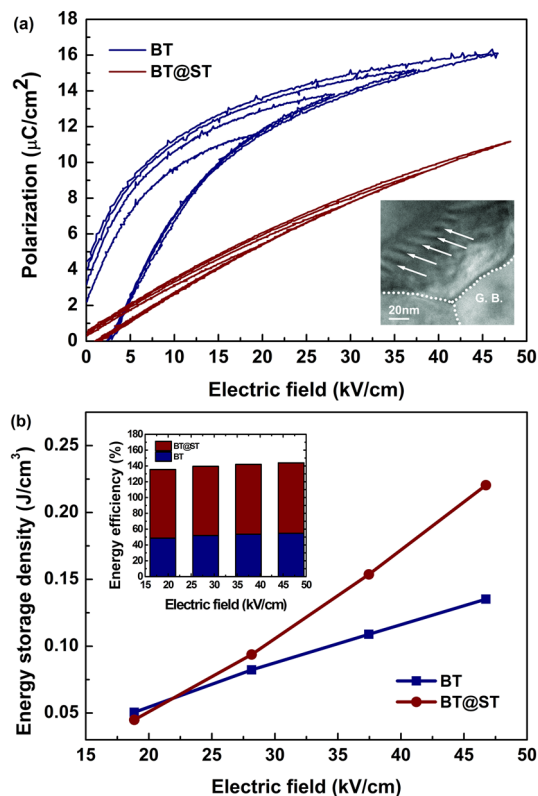 (a)
18
16
14
12
10
8
6
4
2
0
Polarization (μC/cm²)
BT
BT@ST
G. B.
20nm
0 5 10 15 20 25 30 35 40 45 50
Electric field (kV/cm)
(b)
0.25
0.20
0.15
0.10
0.05
Energy storage density (J/cm³)
180
160
140
120
100
80
60
40
20
0
Energy efficiency (%)
BT@ST
BT
15 20 25 30 35 40 45 50
Electric field (kV/cm)
BT
BT@ST
15 20 25 30 35 40 45 50
Electric field (kV/cm)